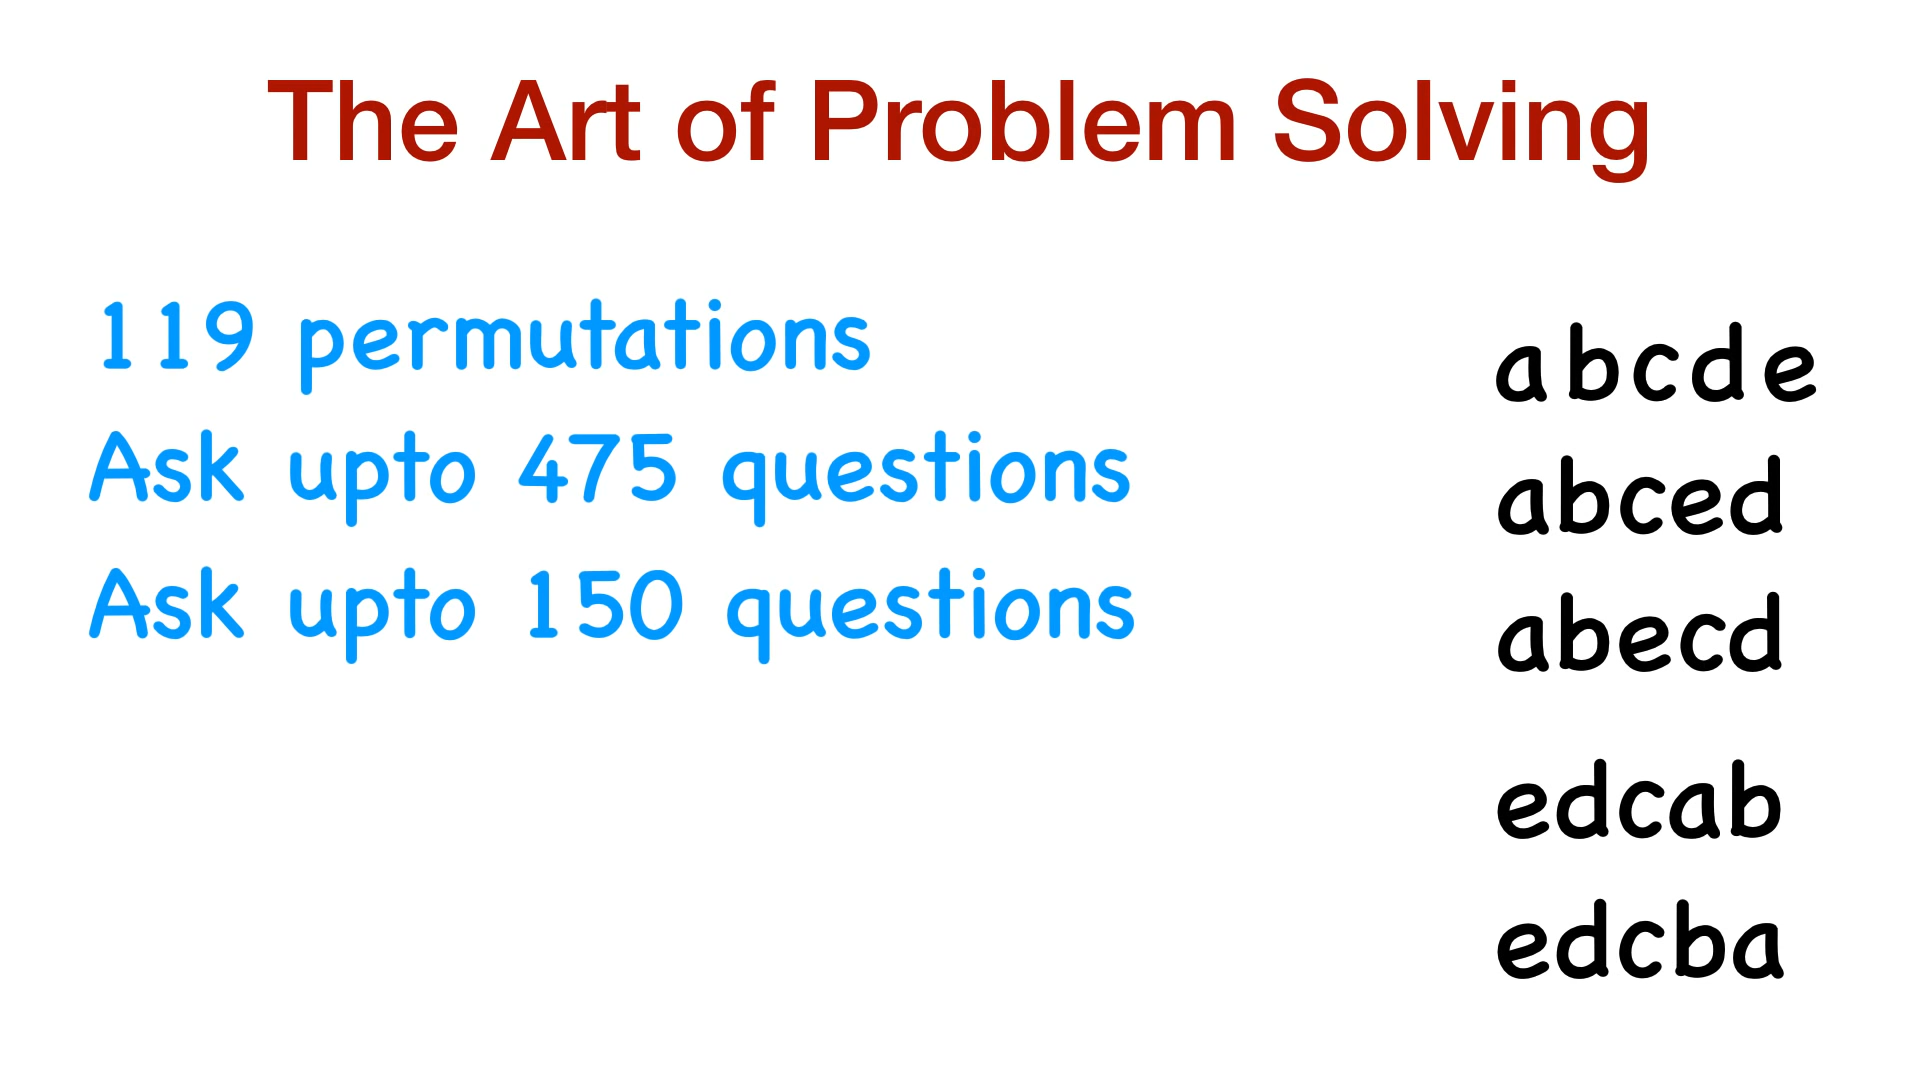 The Art of Problem Solving
119 permutations
Ask upto 475 questions
Ask upto 150 questions
a b c d e
abced
abecd
edcab
edcba